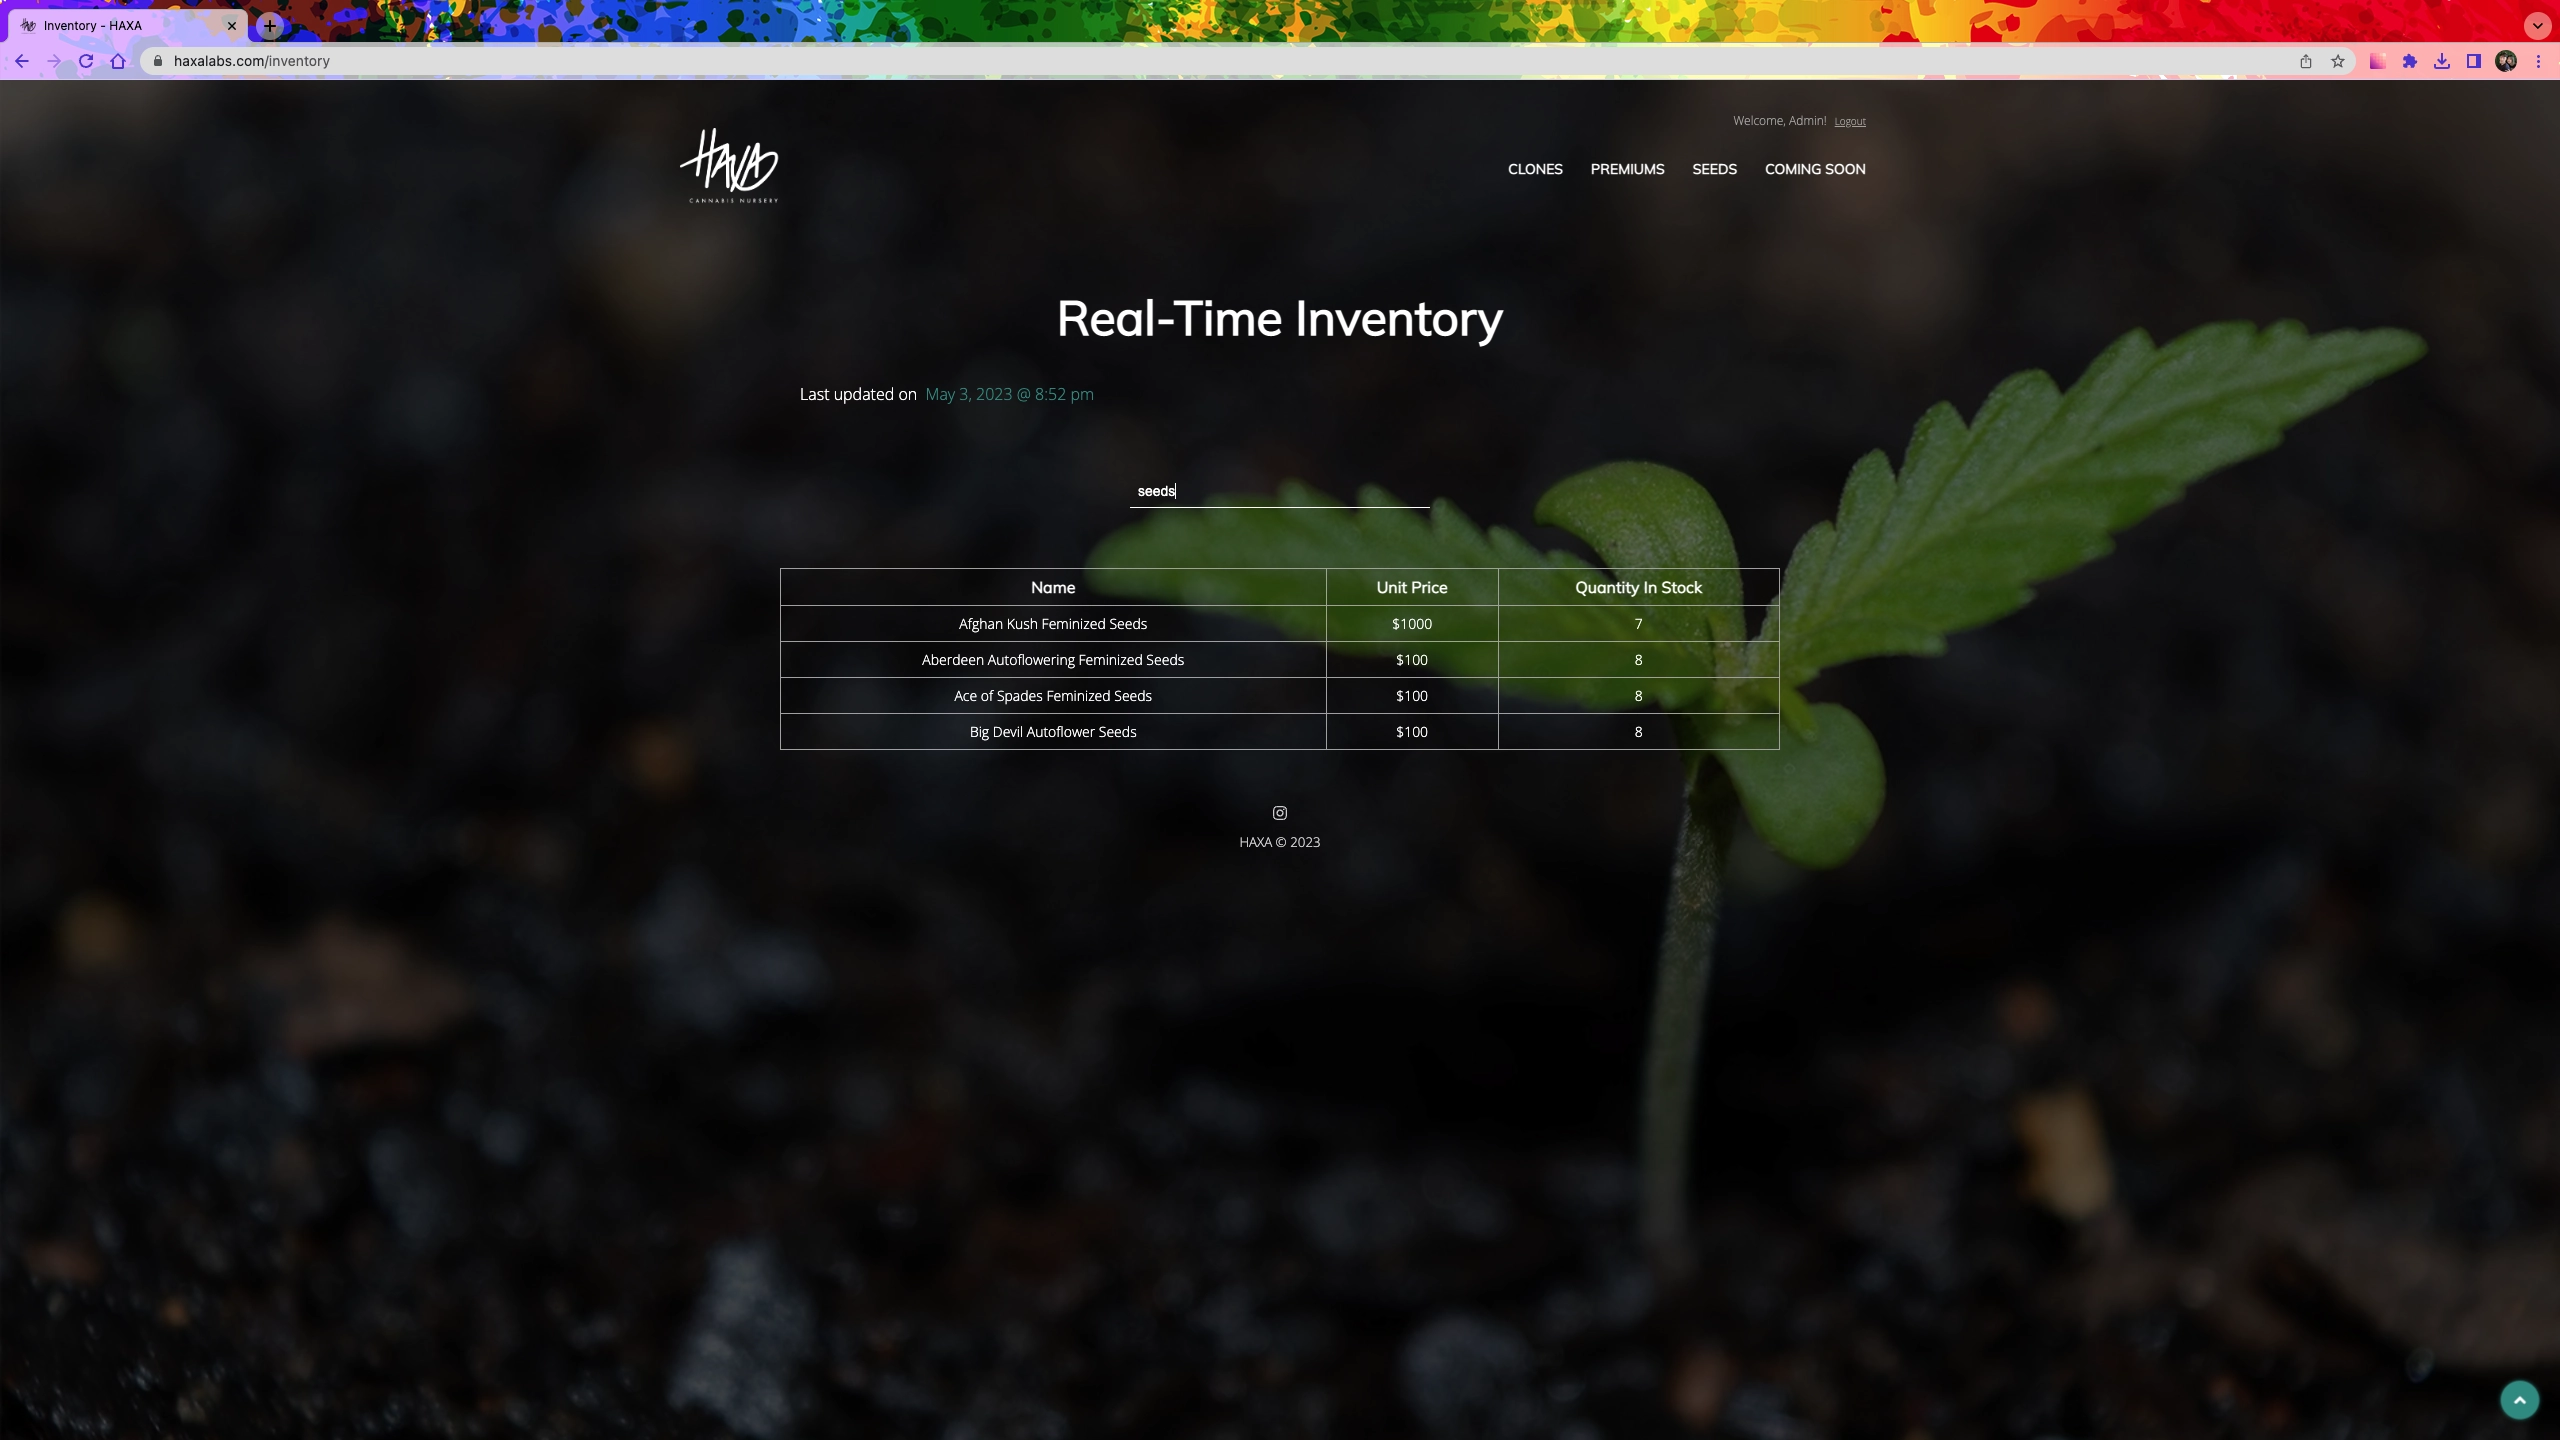 Inventory - HAXA
haxalabs.com/inventory
Welcome, Admin! Logout
HAXA
CANNABIS NURSERY
CLONES PREMIUMS SEEDS COMING SOON
Real-Time Inventory
Last updated on May 3, 2023 @ 8:52 pm
seeds
Name Unit Price Quantity In Stock
Afghan Kush Feminized Seeds $1000 7
Aberdeen Autoflowering Feminized Seeds $100 8
Ace of Spades Feminized Seeds $100 8
Big Devil Autoflower Seeds $100 8
HAXA © 2023